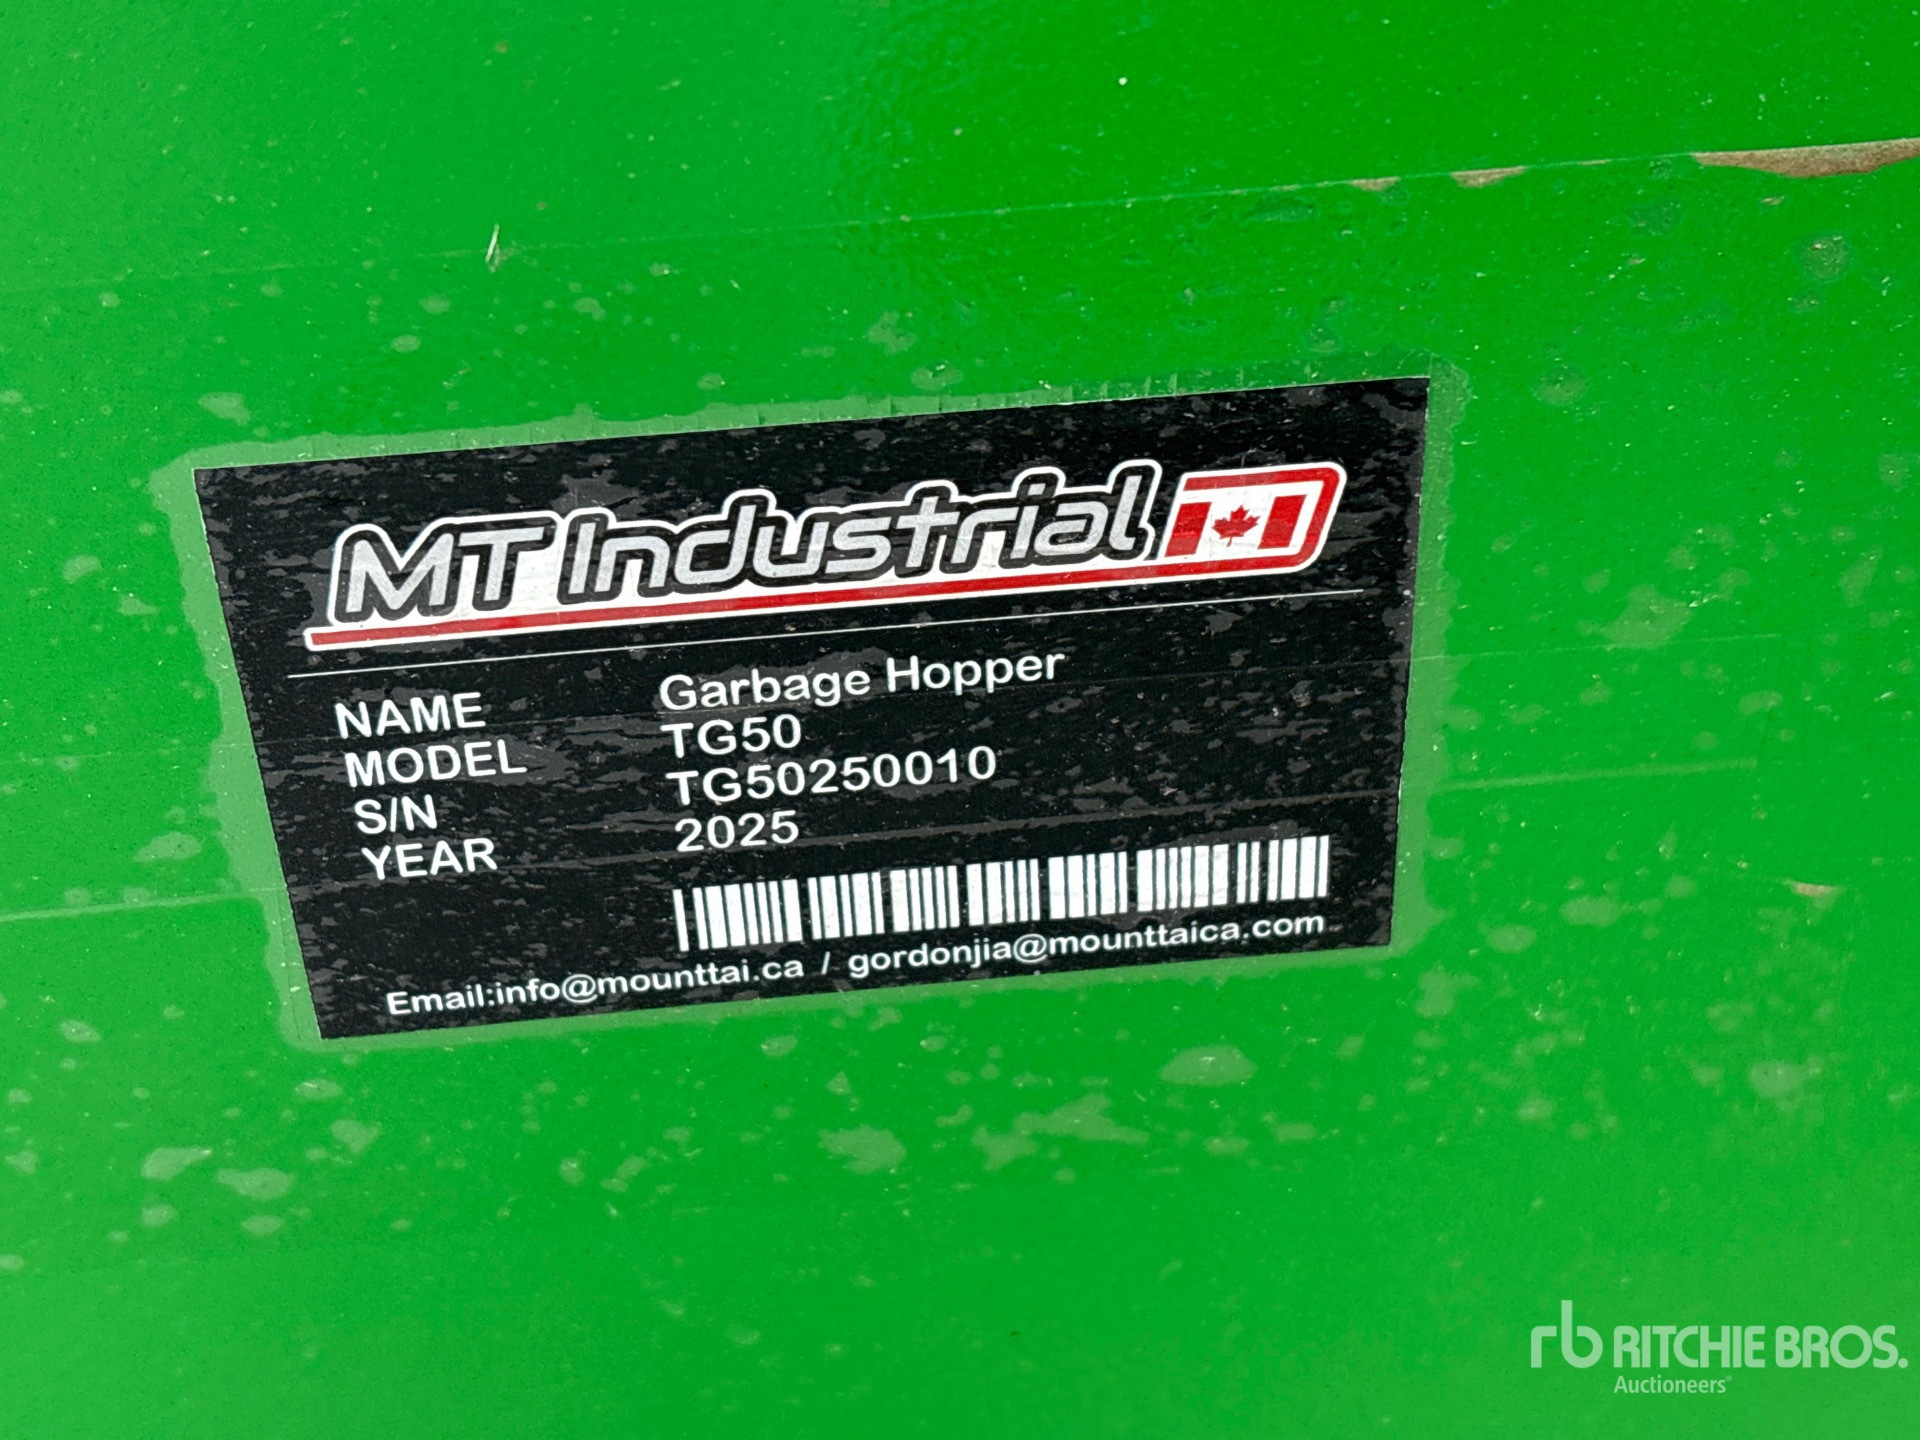 MT Industrial
NAME Garbage Hopper
MODEL TG50
S/N TG50250010
YEAR 2025
Email:info@mounttai.ca / gordonjia@mounttaica.com
rb RITCHIE BROS.
Auctioneers®